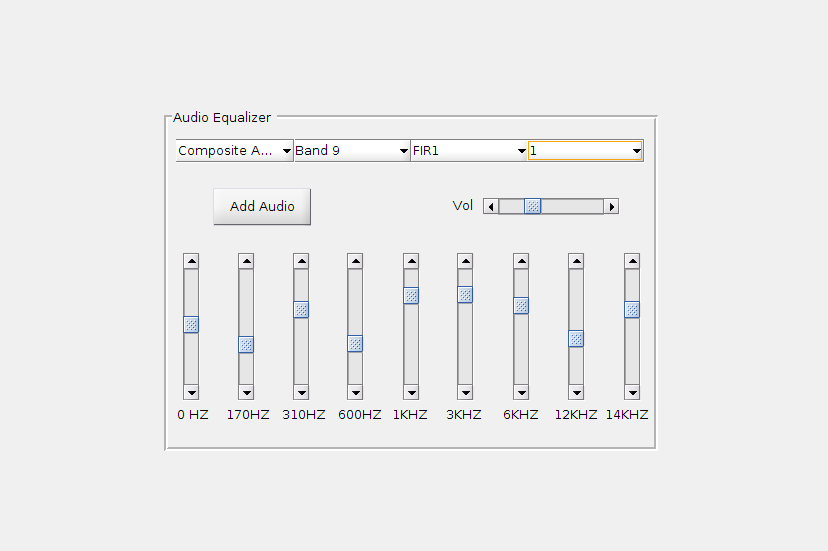 Audio Equalizer
Composite A... Band 9 FIR1 1
Add Audio Vol
0 HZ 170HZ 310HZ 600HZ 1KHZ 3KHZ 6KHZ 12KHZ 14KHZ